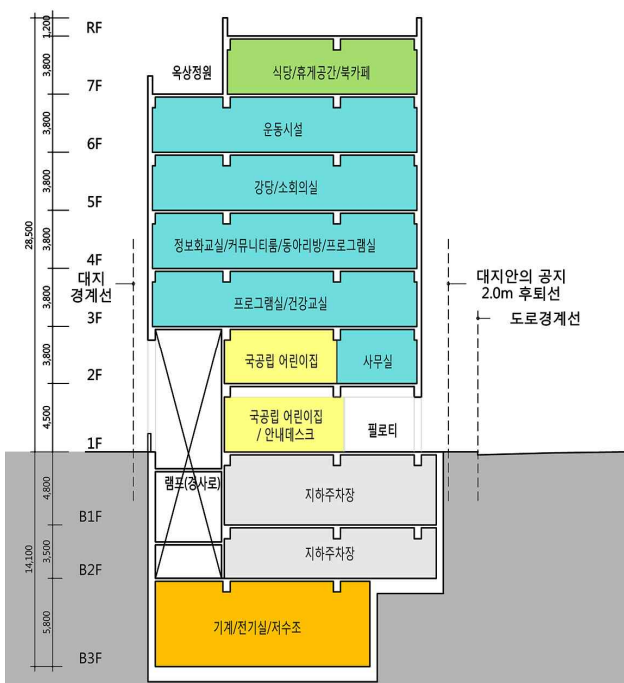 RF
1,200
옥상정원
식당/휴게공간/북카페
3,800
7F
운동시설
3,800
6F
강당/소회의실
3,800
5F
28,500
정보화교실/커뮤니티룸/동아리방/프로그램실
3,800
4F
대지
경계선
대지안의 공지
2.0m 후퇴선
도로경계선
프로그램실/건강교실
3,800
3F
국공립 어린이집
사무실
3,800
2F
국공립 어린이집
/ 안내데스크
필로티
4,500
1F
램프(경사로)
지하주차장
4,800
B1F
지하주차장
3,500
14,100
B2F
기계/전기실/저수조
5,800
B3F